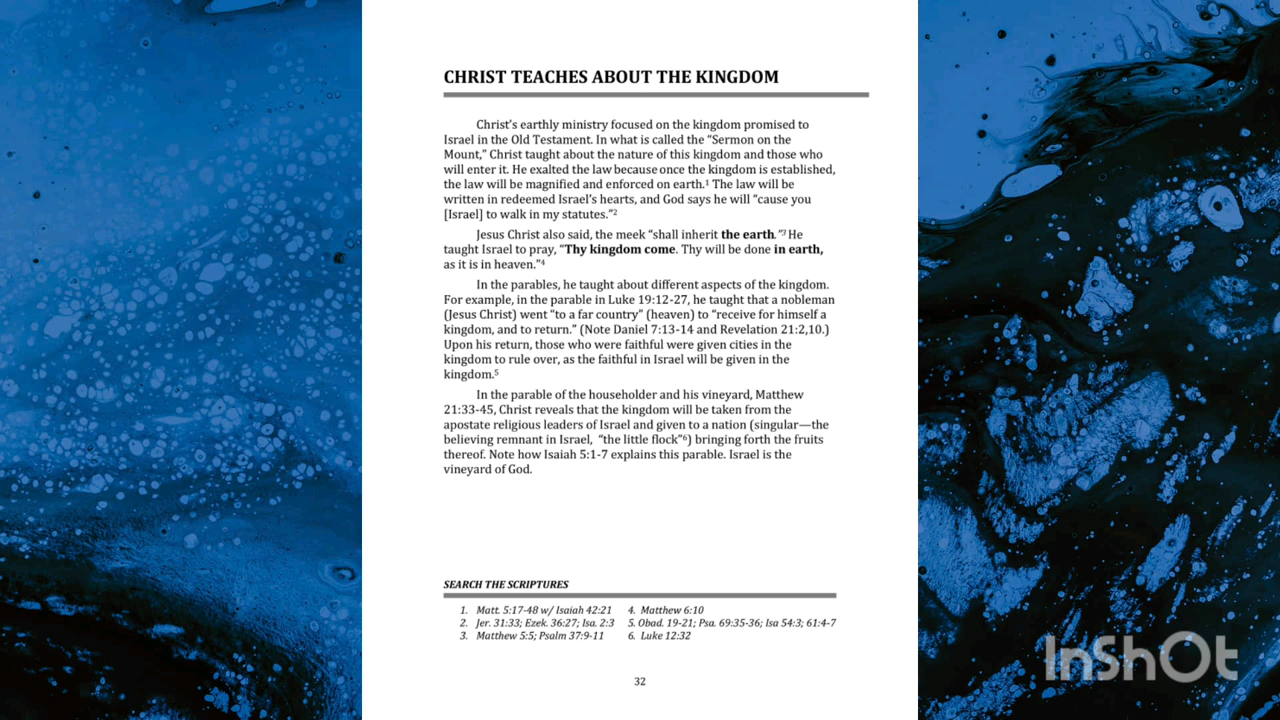 CHRIST TEACHES ABOUT THE KINGDOM
Christ's earthly ministry focused on the kingdom promised to
Israel in the Old Testament. In what is called the “Sermon on the
Mount,” Christ taught about the nature of this kingdom and those who
will enter it. He exalted the law because once the kingdom is established,
the law will be magnified and enforced on earth.¹ The law will be
written in redeemed Israel's hearts, and God says he will “cause you
[Israel] to walk in my statutes.”²
Jesus Christ also said, the meek “shall inherit the earth.”³ He
taught Israel to pray, “Thy kingdom come. Thy will be done in earth,
as it is in heaven.”⁴
In the parables, he taught about different aspects of the kingdom.
For example, in the parable in Luke 19:12-27, he taught that a nobleman
(Jesus Christ) went “to a far country” (heaven) to “receive for himself a
kingdom, and to return.” (Note Daniel 7:13-14 and Revelation 21:2,10.)
Upon his return, those who were faithful were given cities in the
kingdom to rule over, as the faithful in Israel will be given in the
kingdom.⁵
In the parable of the householder and his vineyard, Matthew
21:33-45, Christ reveals that the kingdom will be taken from the
apostate religious leaders of Israel and given to a nation (singular—the
believing remnant in Israel, “the little flock”⁶) bringing forth the fruits
thereof. Note how Isaiah 5:1-7 explains this parable. Israel is the
vineyard of God.
SEARCH THE SCRIPTURES
1. Matt. 5:17-48 w/ Isaiah 42:21
2. Jer. 31:33; Ezek. 36:27; Isa. 2:3
3. Matthew 5:5; Psalm 37:9-11
4. Matthew 6:10
5. Obad. 19-21; Psa. 69:35-36; Isa 54:3; 61:4-7
6. Luke 12:32
32
InShOt